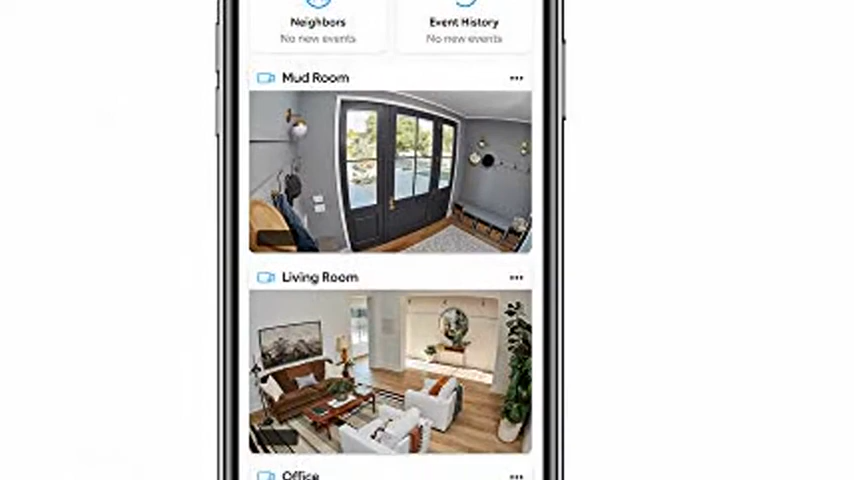 Neighbors
No new events
Event History
No new events
Mud Room
Living Room
Office